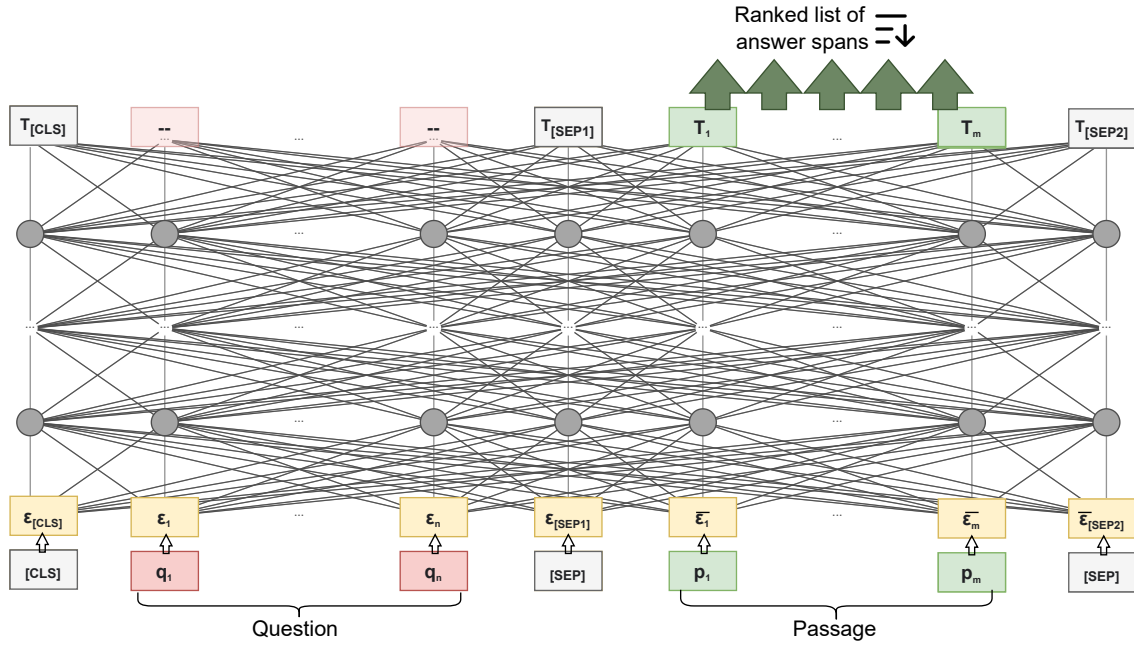 Ranked list of
answer spans
T[CLS] -- ... -- T[SEP1] T1 ... Tm T[SEP2]
... ... ... ...
... ...
... ... ... ... ... ... ... ... ...
... ...
ε[CLS] ε1 ... εn ε[SEP1] ε̅1 ... ε̅m ε̅[SEP2]
[CLS] q1 qn [SEP] p1 pm [SEP]
Question Passage